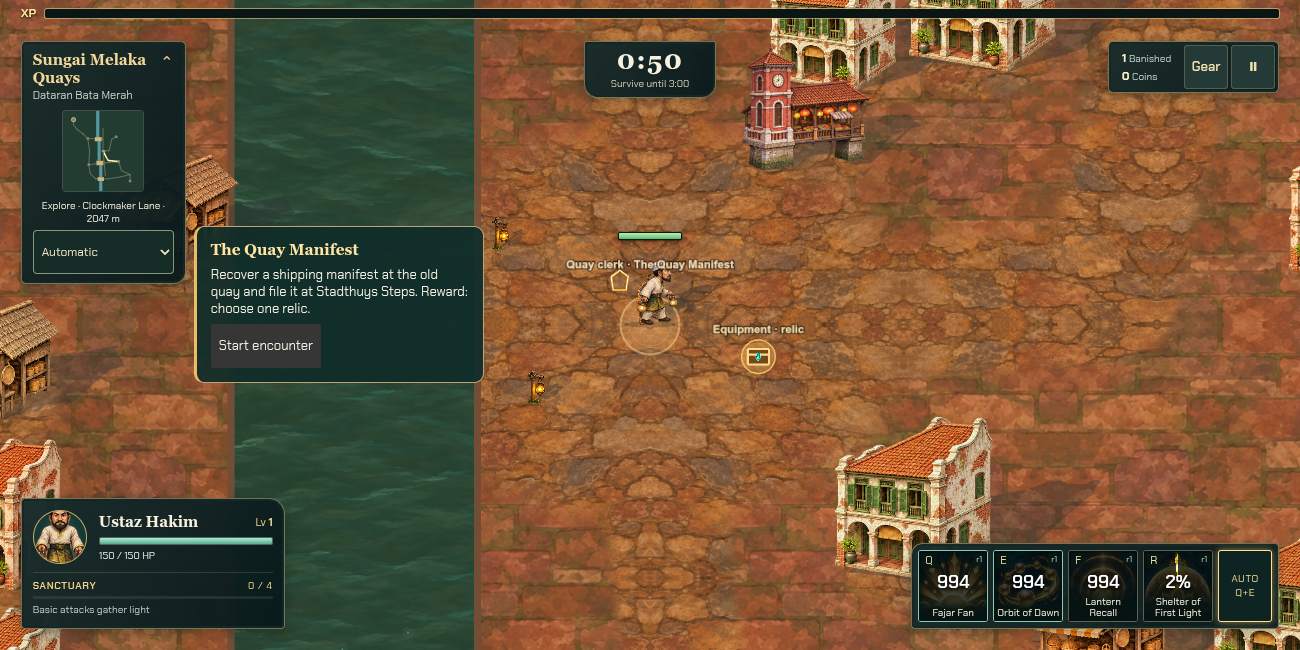 XP
Sungai Melaka
Quays
Dataran Bata Merah
Explore · Clockmaker Lane ·
2047 m
Automatic
0:50
Survive until 3:00
1 Banished
0 Coins
Gear
The Quay Manifest
Recover a shipping manifest at the old
quay and file it at Stadthuys Steps. Reward:
choose one relic.
Start encounter
Quay clerk · The Quay Manifest
Equipment · relic
Ustaz Hakim
Lv 1
150 / 150 HP
SANCTUARY 0 / 4
Basic attacks gather light
Q r1
994
Fajar Fan
E r1
994
Orbit of Dawn
F r1
994
Lantern
Recall
R r1
2%
Shelter of
First Light
AUTO
Q+E